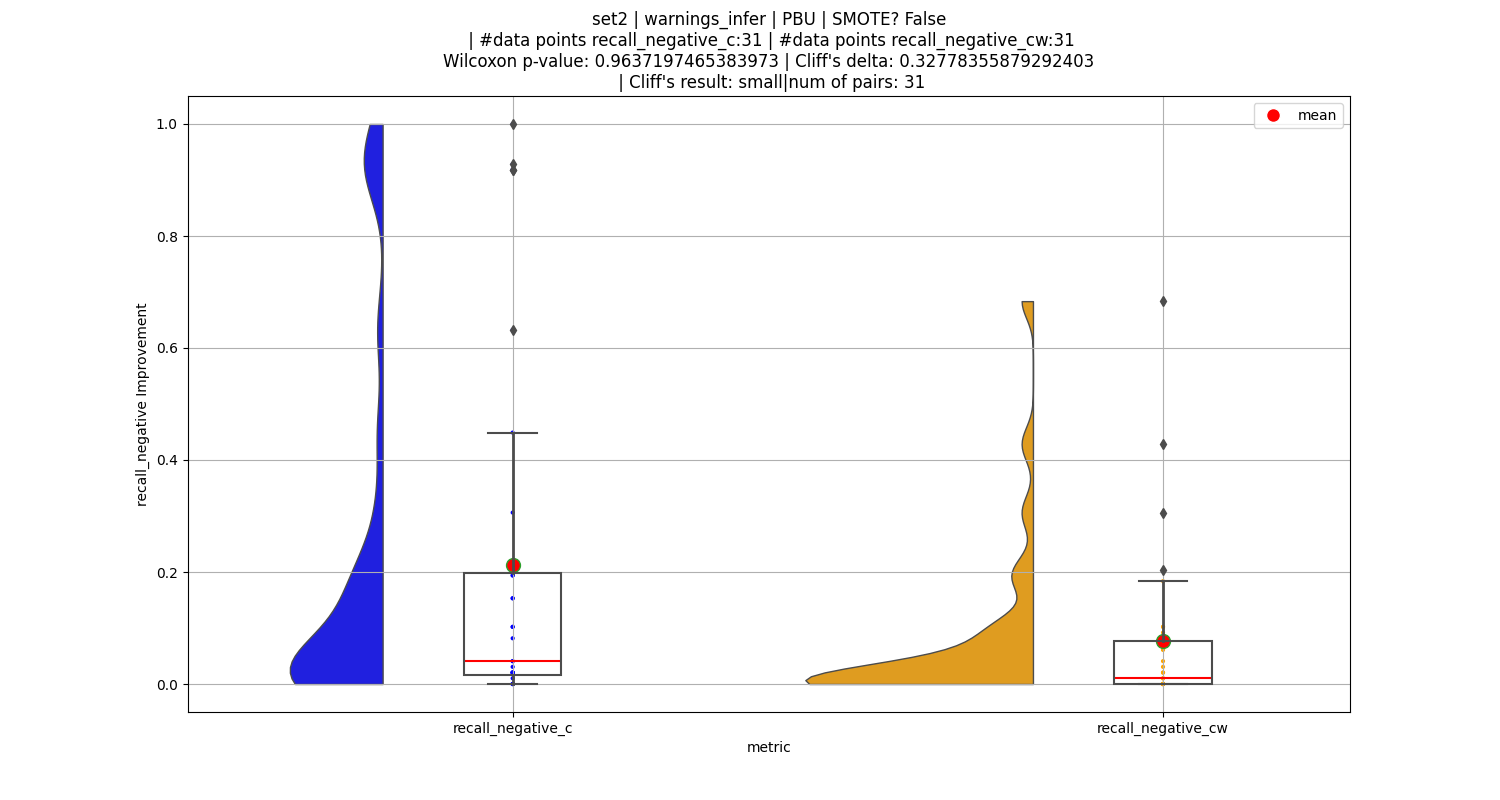 set2 | warnings_infer | PBU | SMOTE? False
| #data points recall_negative_c:31 | #data points recall_negative_cw:31
Wilcoxon p-value: 0.9637197465383973 | Cliff's delta: 0.32778355879292403
| Cliff's result: small|num of pairs: 31
mean
1.0
0.8
0.6
0.4
0.2
0.0
recall_negative Improvement
recall_negative_c
recall_negative_cw
metric